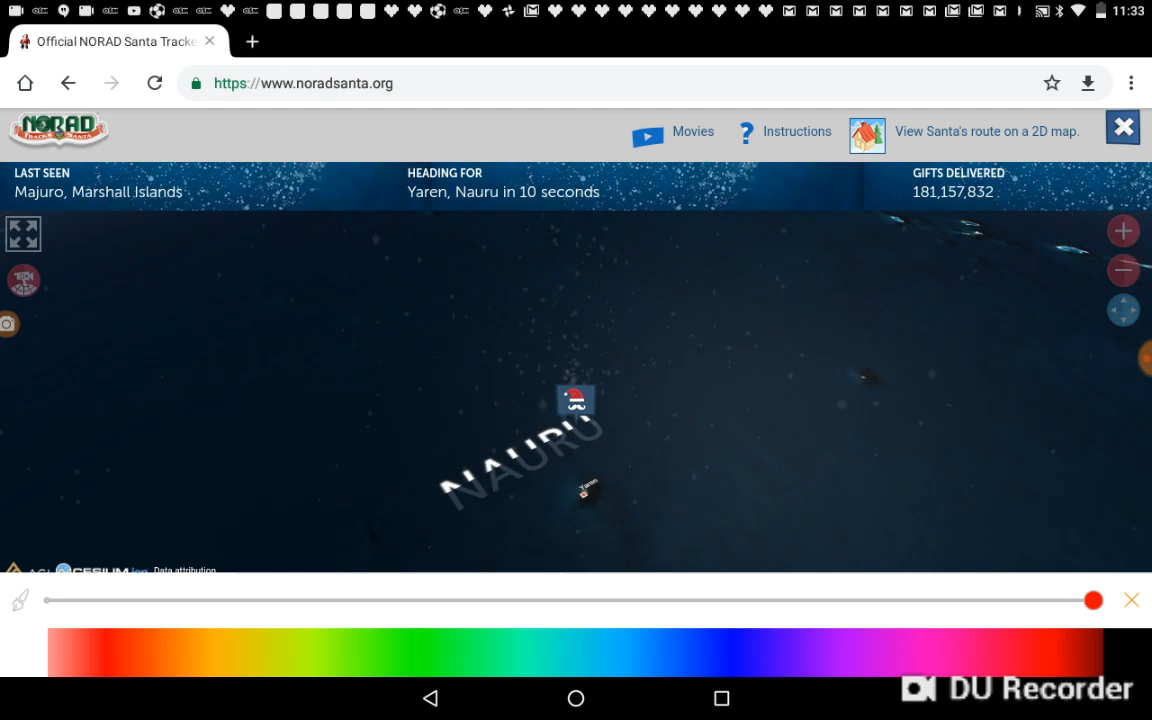 11:33
Official NORAD Santa Tracke
https://www.noradsanta.org
NORAD
TRACKS SANTA
Movies
Instructions
View Santa's route on a 2D map.
LAST SEEN
Majuro, Marshall Islands
HEADING FOR
Yaren, Nauru in 10 seconds
GIFTS DELIVERED
181,157,832
NAURU
Yaren
AGI
CESIUM
Data attribution
DU Recorder